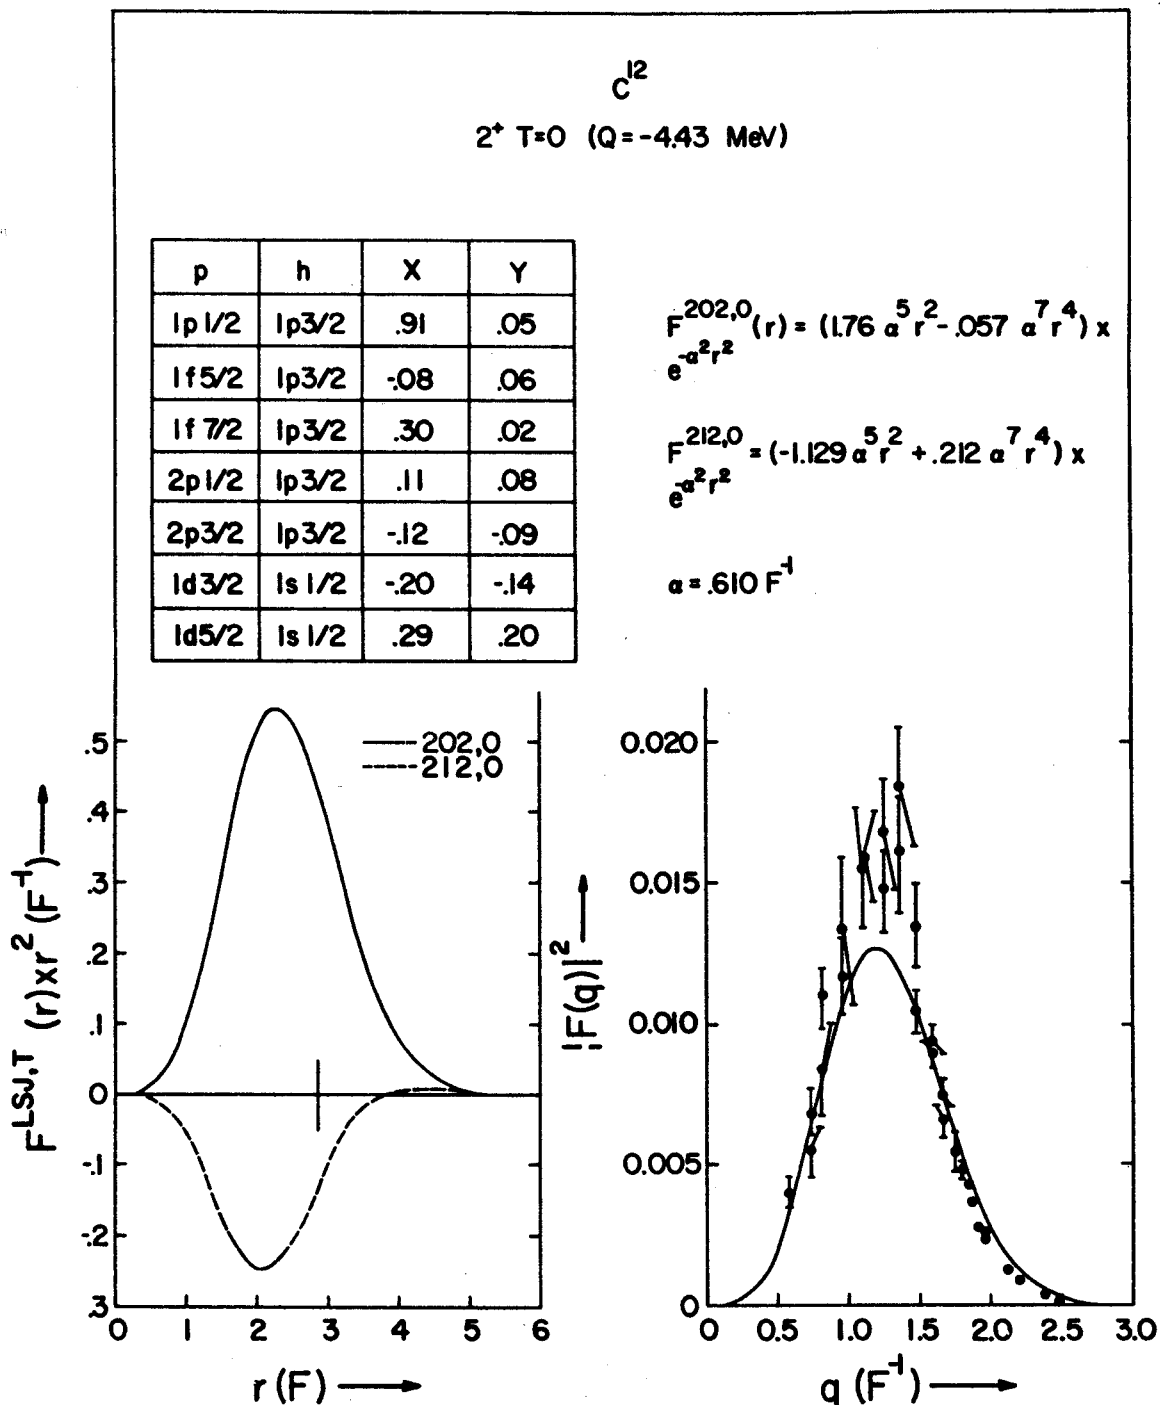 C¹²
2⁺ T=0 (Q=-4.43 MeV)
p h X Y
1p1/2 1p3/2 .91 .05
1f5/2 1p3/2 -.08 .06
1f7/2 1p3/2 .30 .02
2p1/2 1p3/2 .11 .08
2p3/2 1p3/2 -.12 -.09
1d3/2 1s1/2 -.20 -.14
1d5/2 1s1/2 .29 .20
F²⁰²,⁰(r) = (1.76 α⁵r² - .057 α⁷r⁴) x
e^-α²r²
F²¹²,⁰ = (-1.129 α⁵r² + .212 α⁷r⁴) x
e^-α²r²
α = .610 F⁻¹
202,0
212,0
.5
.4
.3
.2
.1
0
-.1
-.2
.3
0 1 2 3 4 5 6
r (F)
F^LSJ,T (r) x r² (F⁻¹)
0.020
0.015
0.010
0.005
0
0 0.5 1.0 1.5 2.0 2.5 3.0
q (F⁻¹)
|F(q)|²